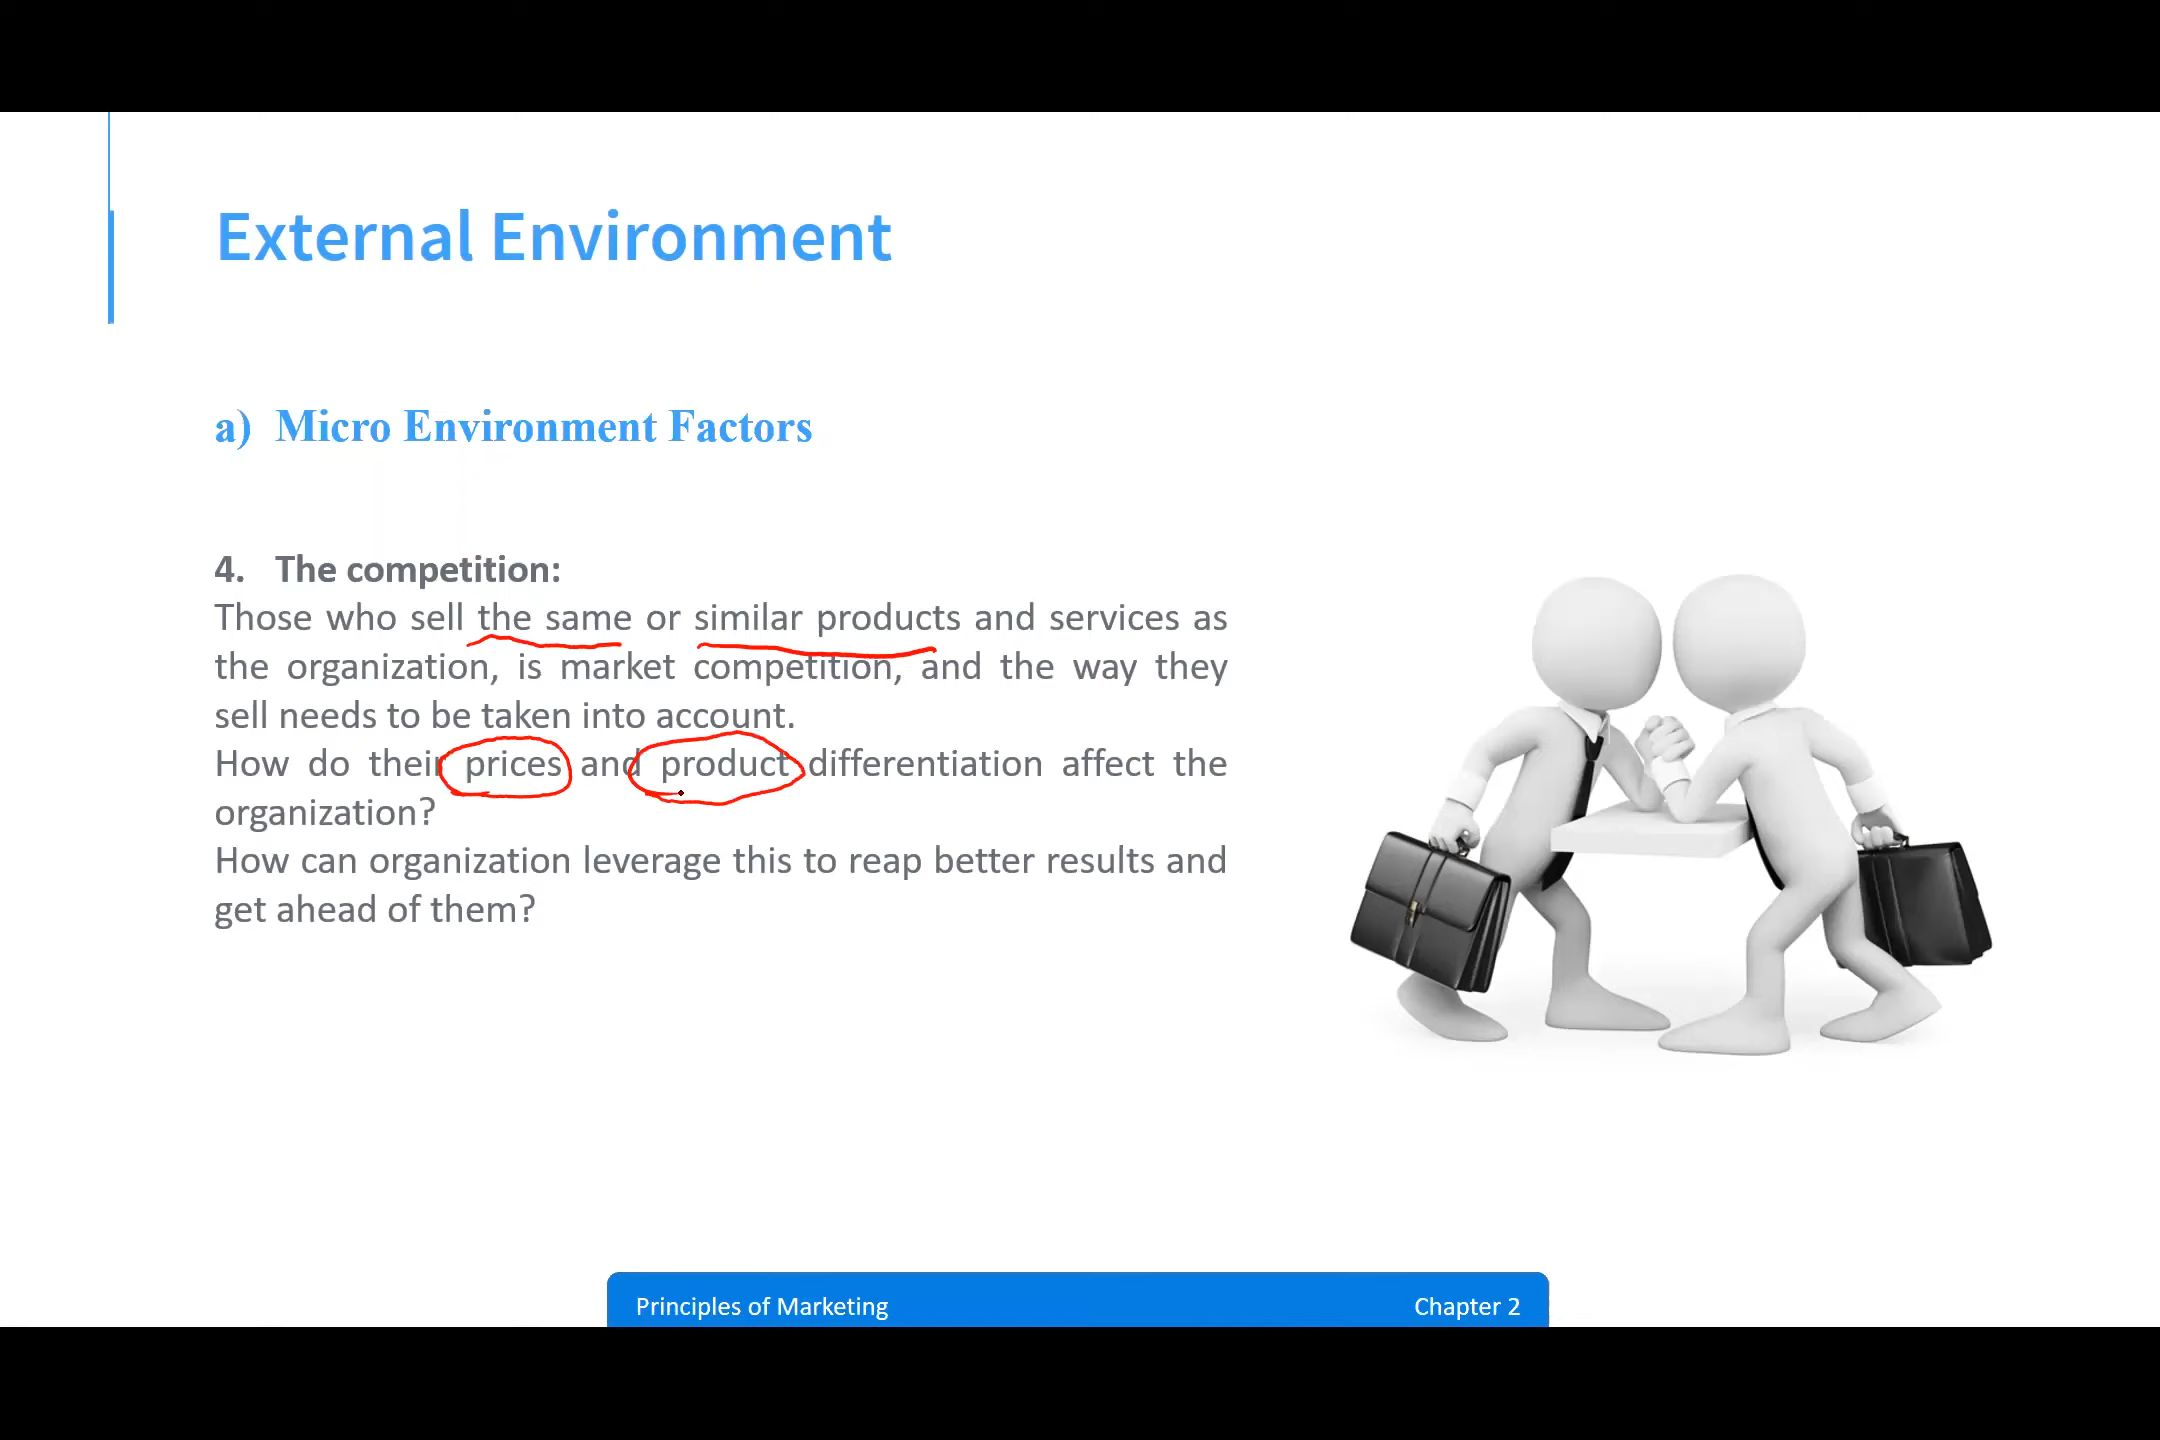 External Environment
a) Micro Environment Factors
4. The competition:
Those who sell the same or similar products and services as
the organization, is market competition, and the way they
sell needs to be taken into account.
How do their prices and product differentiation affect the
organization?
How can organization leverage this to reap better results and
get ahead of them?
Principles of Marketing
Chapter 2